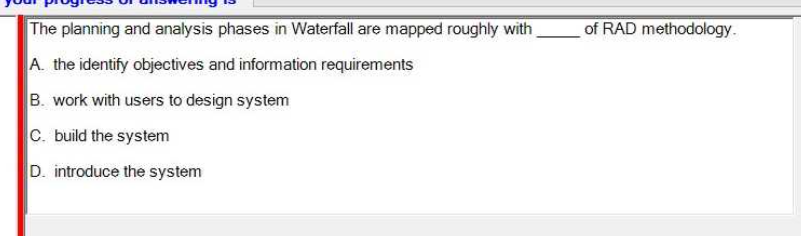 your progress of answering is
The planning and analysis phases in Waterfall are mapped roughly with _____ of RAD methodology.
A. the identify objectives and information requirements
B. work with users to design system
C. build the system
D. introduce the system